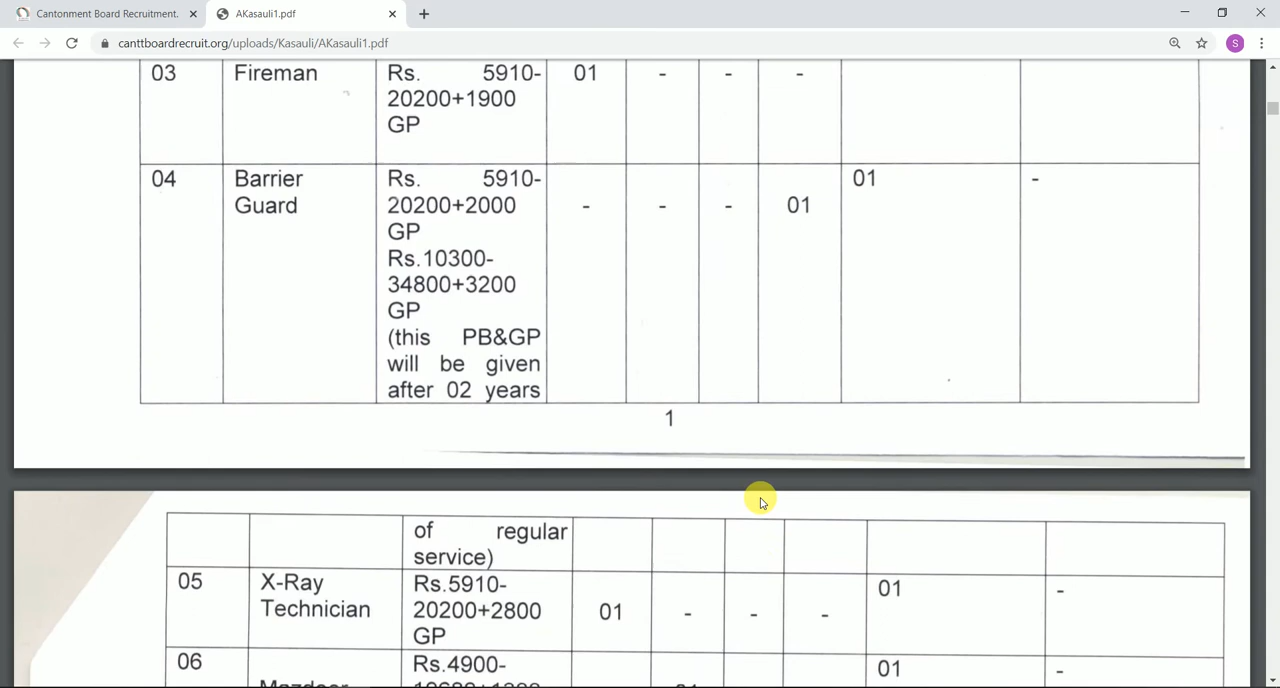 Cantonment Board Recruitment.
AKasauli1.pdf
canttboardrecruit.org/uploads/Kasauli/AKasauli1.pdf
S
03 Fireman Rs. 5910- 01 - - -
20200+1900
GP
04 Barrier Rs. 5910- 01 -
Guard 20200+2000 - - - 01
GP
Rs.10300-
34800+3200
GP
(this PB&GP
will be given
after 02 years
1
of regular
service)
05 X-Ray Rs.5910- 01 -
Technician 20200+2800 01 - - -
GP
06 Rs.4900- 01 -